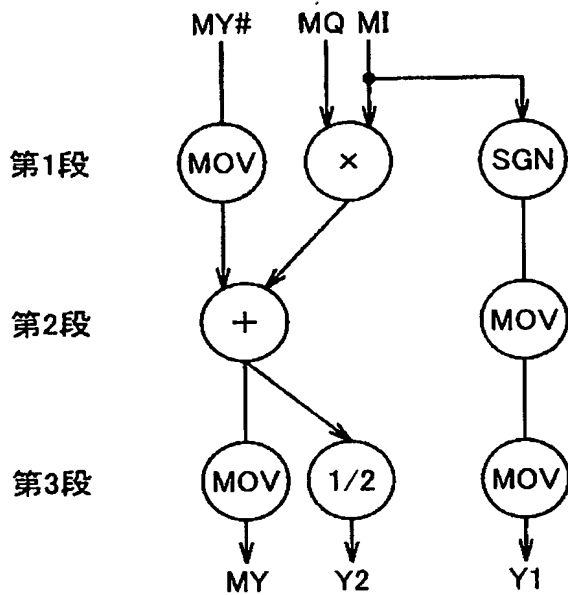 MY# MQ MI
第1段 MOV × SGN
第2段 + MOV
第3段 MOV 1/2 MOV
MY Y2 Y1